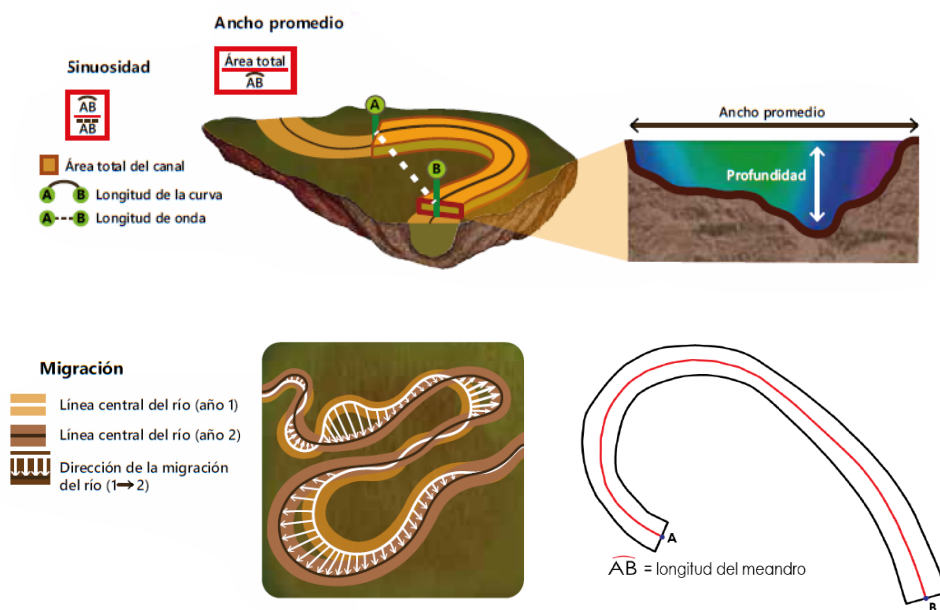 Ancho promedio
Área total
AB
Sinuosidad
AB
AB
Área total del canal
A B Longitud de la curva
A B Longitud de onda
A
B
Ancho promedio
Profundidad
Migración
Línea central del río (año 1)
Línea central del río (año 2)
Dirección de la migración
del río (1→2)
A
AB = longitud del meandro
B